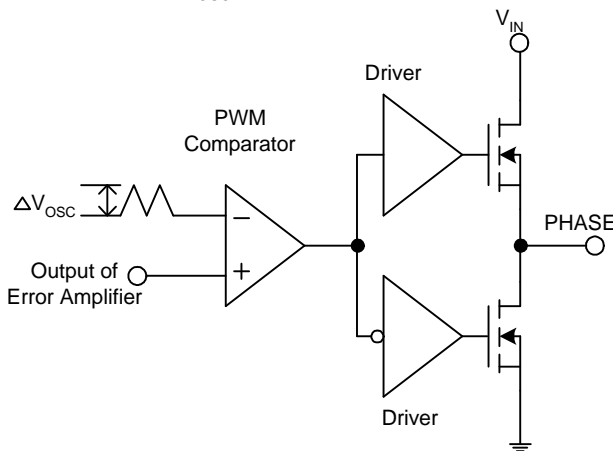 V_IN
Driver
PWM
Comparator
ΔV_OSC
−
+
PHASE
Output of
Error Amplifier
Driver